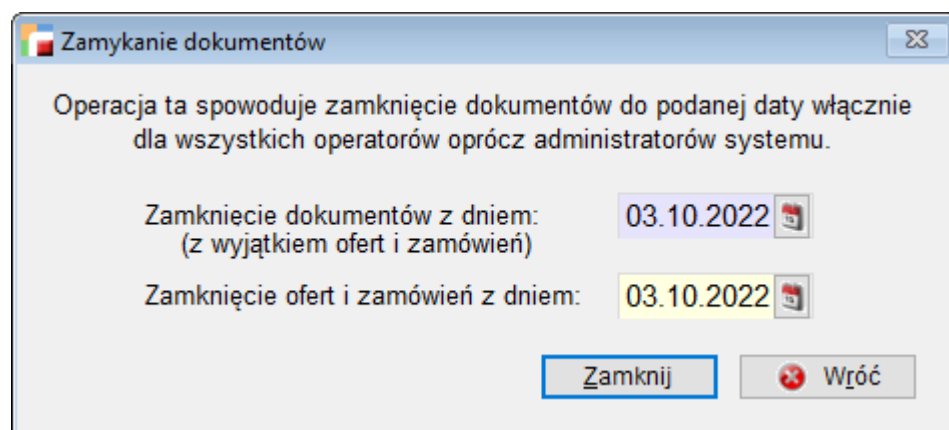 Zamykanie dokumentów
Operacja ta spowoduje zamknięcie dokumentów do podanej daty włącznie
dla wszystkich operatorów oprócz administratorów systemu.
Zamknięcie dokumentów z dniem: 03.10.2022
(z wyjątkiem ofert i zamówień)
Zamknięcie ofert i zamówień z dniem: 03.10.2022
Zamknij Wróć